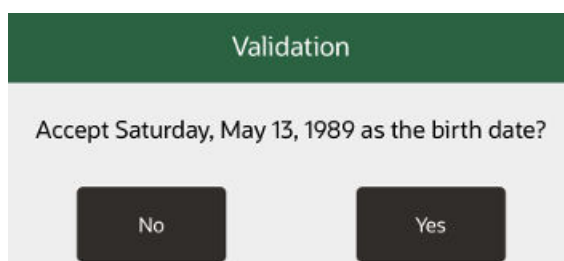 Validation
Accept Saturday, May 13, 1989 as the birth date?
No
Yes